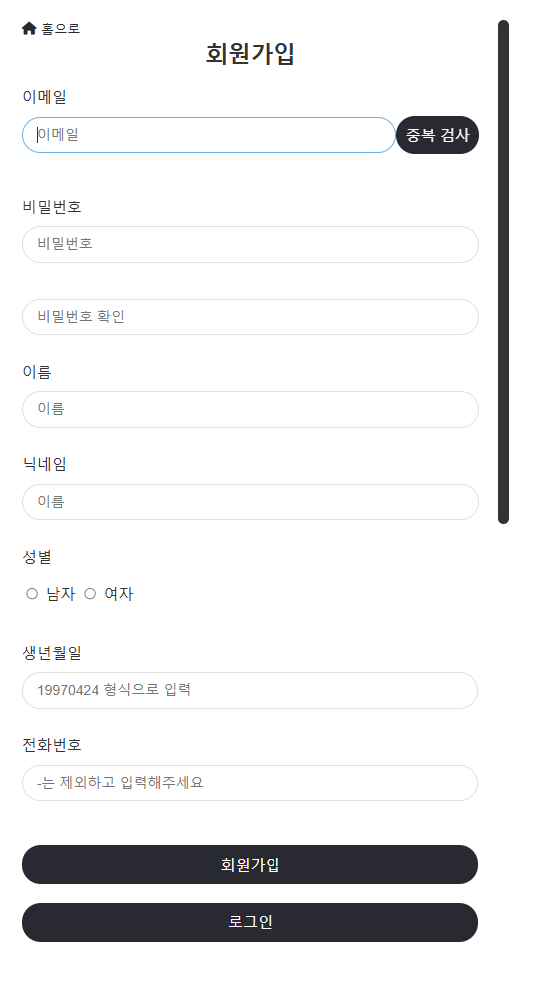 홈으로
회원가입
이메일
이메일 중복 검사
비밀번호
비밀번호
비밀번호 확인
이름
이름
닉네임
이름
성별
남자 여자
생년월일
19970424 형식으로 입력
전화번호
-는 제외하고 입력해주세요
회원가입
로그인